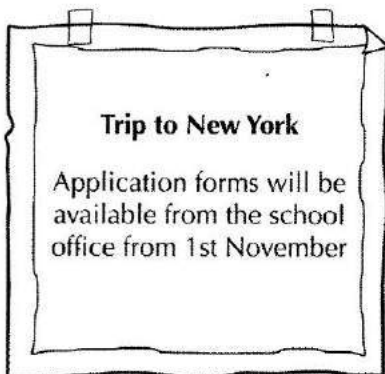 Trip to New York
Application forms will be
available from the school
office from 1st November